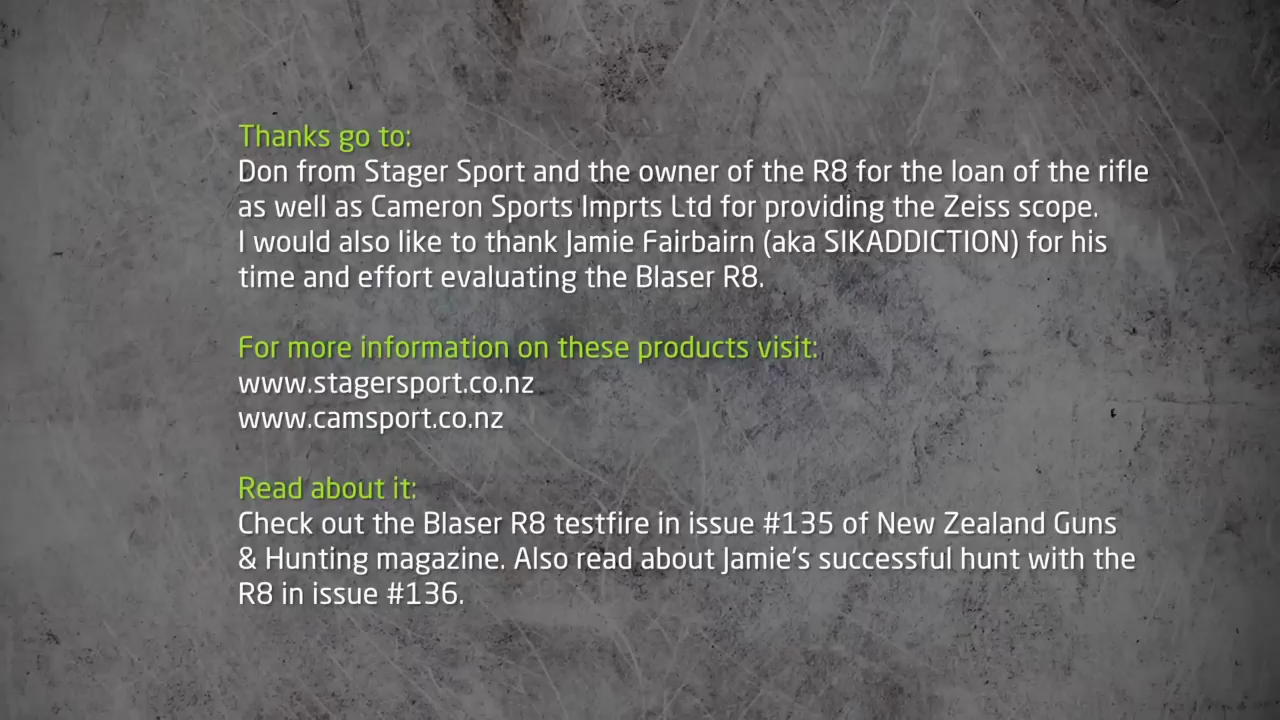 Thanks go to:
Don from Stager Sport and the owner of the R8 for the loan of the rifle
as well as Cameron Sports Imprts Ltd for providing the Zeiss scope.
I would also like to thank Jamie Fairbairn (aka SIKADDICTION) for his
time and effort evaluating the Blaser R8.
For more information on these products visit:
www.stagersport.co.nz
www.camsport.co.nz
Read about it:
Check out the Blaser R8 testfire in issue #135 of New Zealand Guns
& Hunting magazine. Also read about Jamie's successful hunt with the
R8 in issue #136.